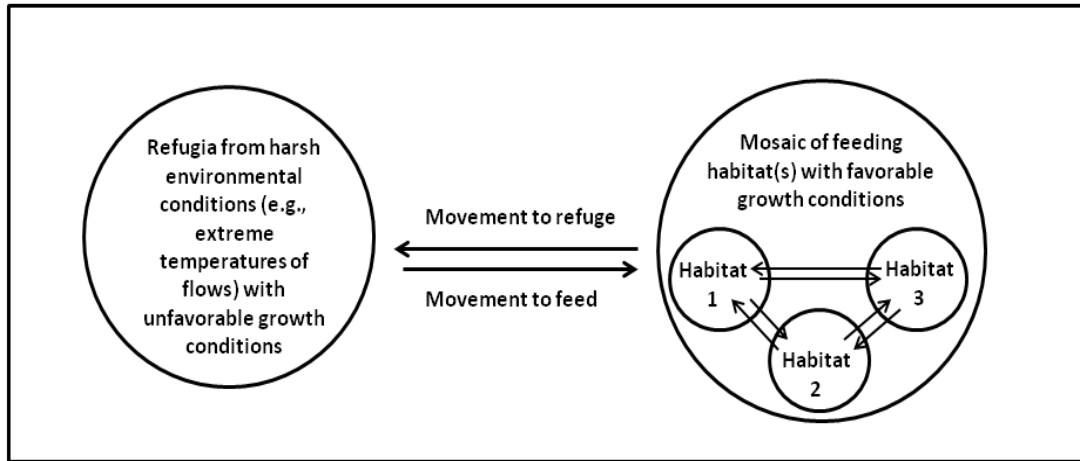 Refugia from harsh
environmental
conditions (e.g.,
extreme
temperatures of
flows) with
unfavorable growth
conditions
Movement to refuge
Movement to feed
Mosaic of feeding
habitat(s) with favorable
growth conditions
Habitat
1
Habitat
3
Habitat
2